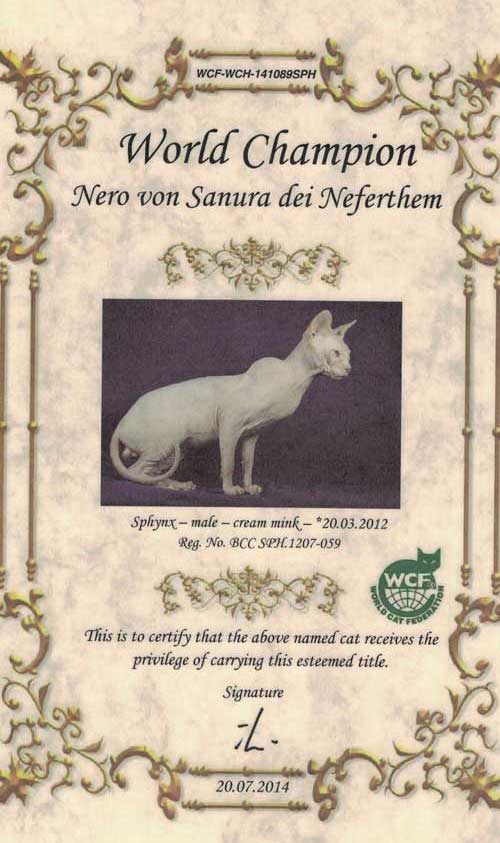 WCF-WCH-141089SPH
World Champion
Nero von Sanura dei Neferthem
Sphynx – male – cream mink – *20.03.2012
Reg. No. BCC SPH.1207-059
WCF®
WORLD CAT FEDERATION
This is to certify that the above named cat receives the
privilege of carrying this esteemed title.
Signature
20.07.2014